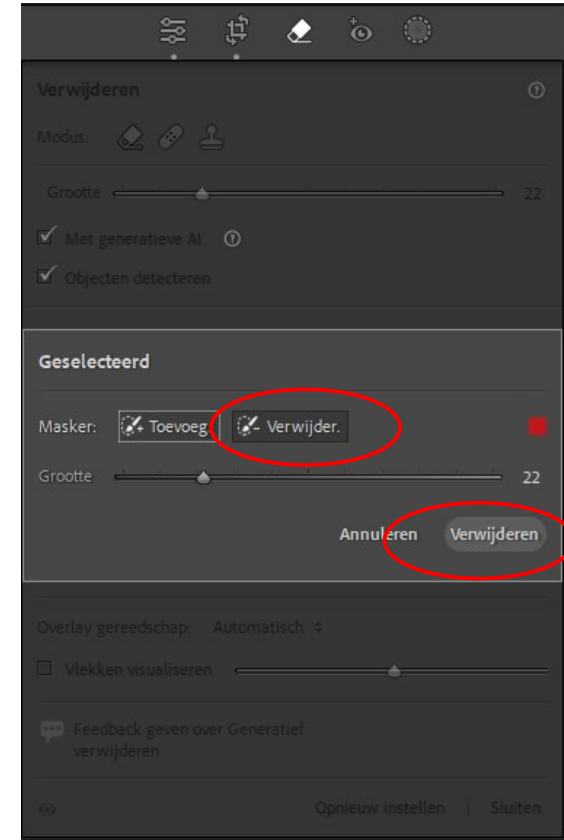 Verwijderen
Modus:
Grootte 22
Met generatieve AI
Objecten detecteren
Geselecteerd
Masker: Toevoeg. Verwijder.
Grootte 22
Annuleren Verwijderen
Overlay gereedschap: Automatisch
Vlekken visualiseren
Feedback geven over Generatief
verwijderen
Opnieuw instellen | Sluiten